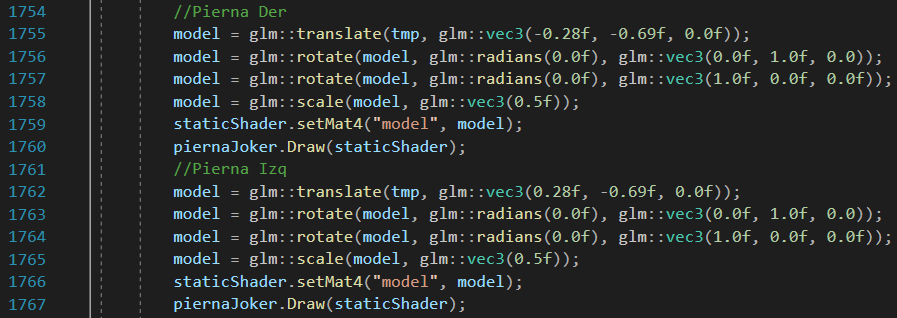 1754 //Pierna Der
1755 model = glm::translate(tmp, glm::vec3(-0.28f, -0.69f, 0.0f));
1756 model = glm::rotate(model, glm::radians(0.0f), glm::vec3(0.0f, 1.0f, 0.0));
1757 model = glm::rotate(model, glm::radians(0.0f), glm::vec3(1.0f, 0.0f, 0.0f));
1758 model = glm::scale(model, glm::vec3(0.5f));
1759 staticShader.setMat4("model", model);
1760 piernaJoker.Draw(staticShader);
1761 //Pierna Izq
1762 model = glm::translate(tmp, glm::vec3(0.28f, -0.69f, 0.0f));
1763 model = glm::rotate(model, glm::radians(0.0f), glm::vec3(0.0f, 1.0f, 0.0));
1764 model = glm::rotate(model, glm::radians(0.0f), glm::vec3(1.0f, 0.0f, 0.0f));
1765 model = glm::scale(model, glm::vec3(0.5f));
1766 staticShader.setMat4("model", model);
1767 piernaJoker.Draw(staticShader);